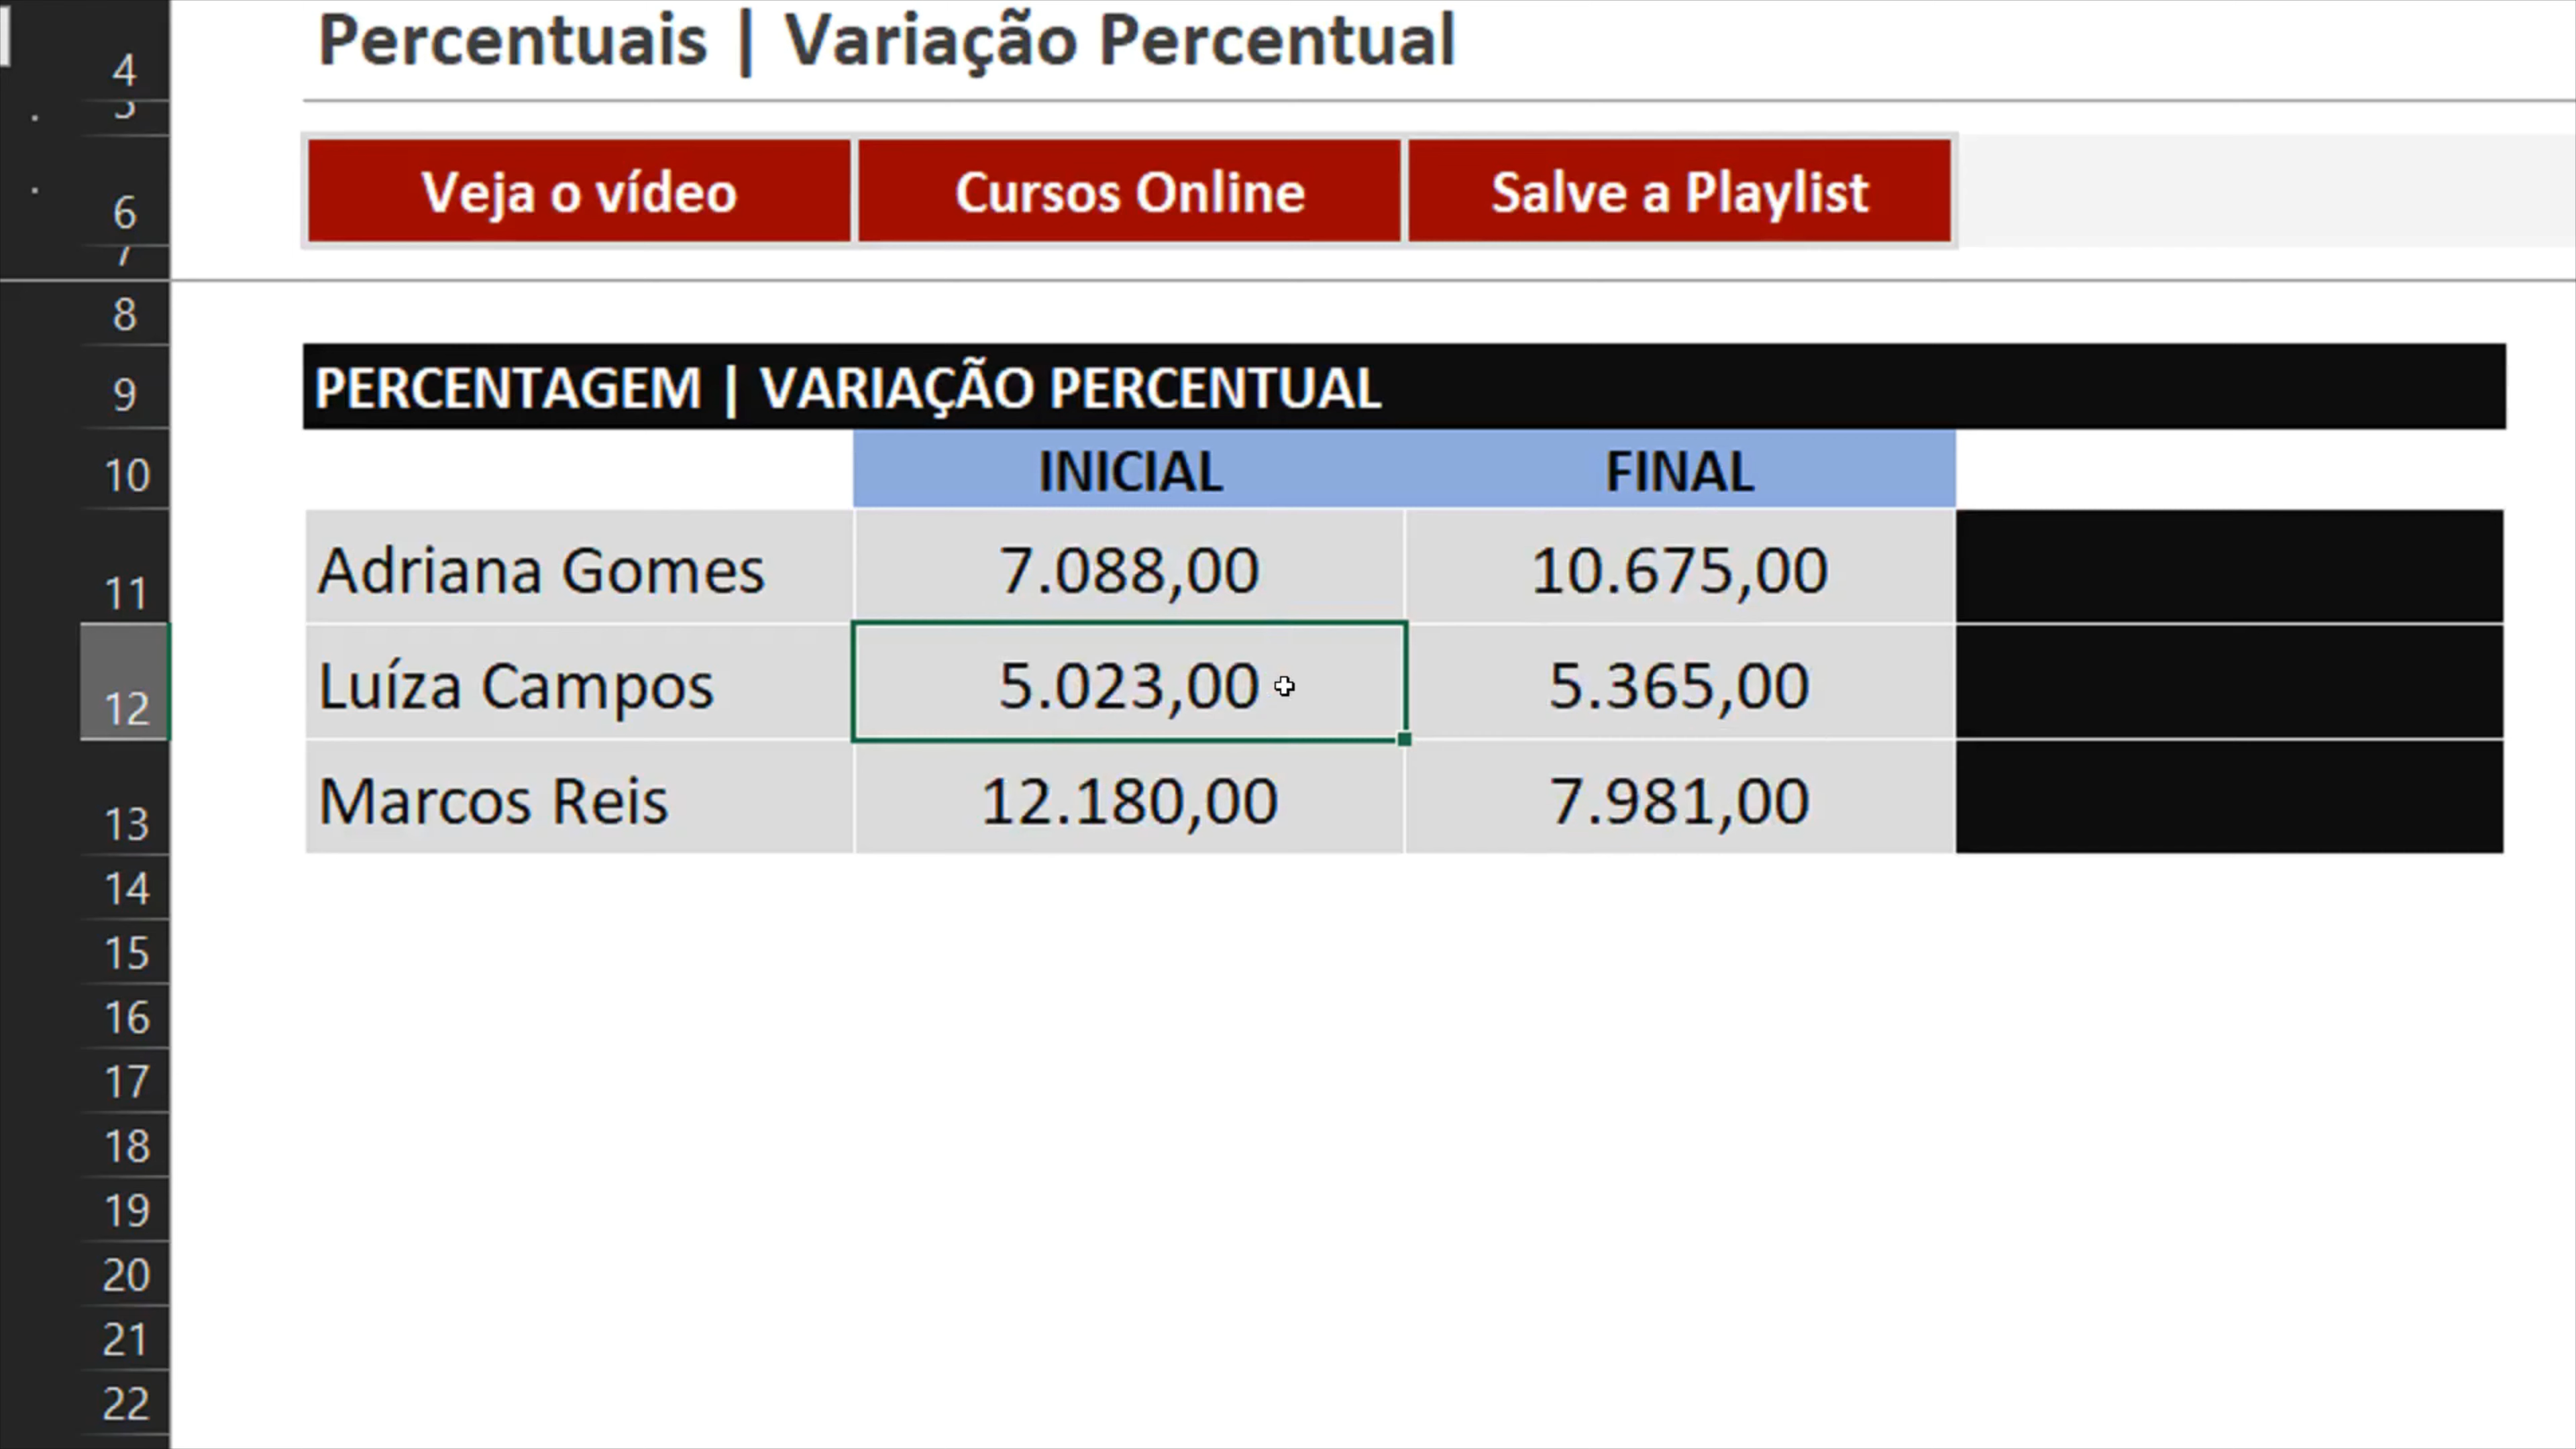 4 Percentuais | Variação Percentual
5
6 Veja o vídeo Cursos Online Salve a Playlist
7
8
9 PERCENTAGEM | VARIAÇÃO PERCENTUAL
10 INICIAL FINAL
11 Adriana Gomes 7.088,00 10.675,00
12 Luíza Campos 5.023,00 5.365,00
13 Marcos Reis 12.180,00 7.981,00
14
15
16
17
18
19
20
21
22